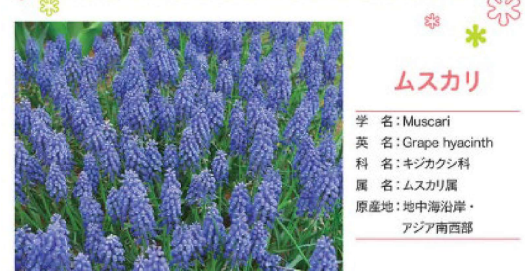 ムスカリ
学　名：Muscari
英　名：Grape hyacinth
科　名：キジカクシ科
属　名：ムスカリ属
原産地：地中海沿岸・
アジア南西部